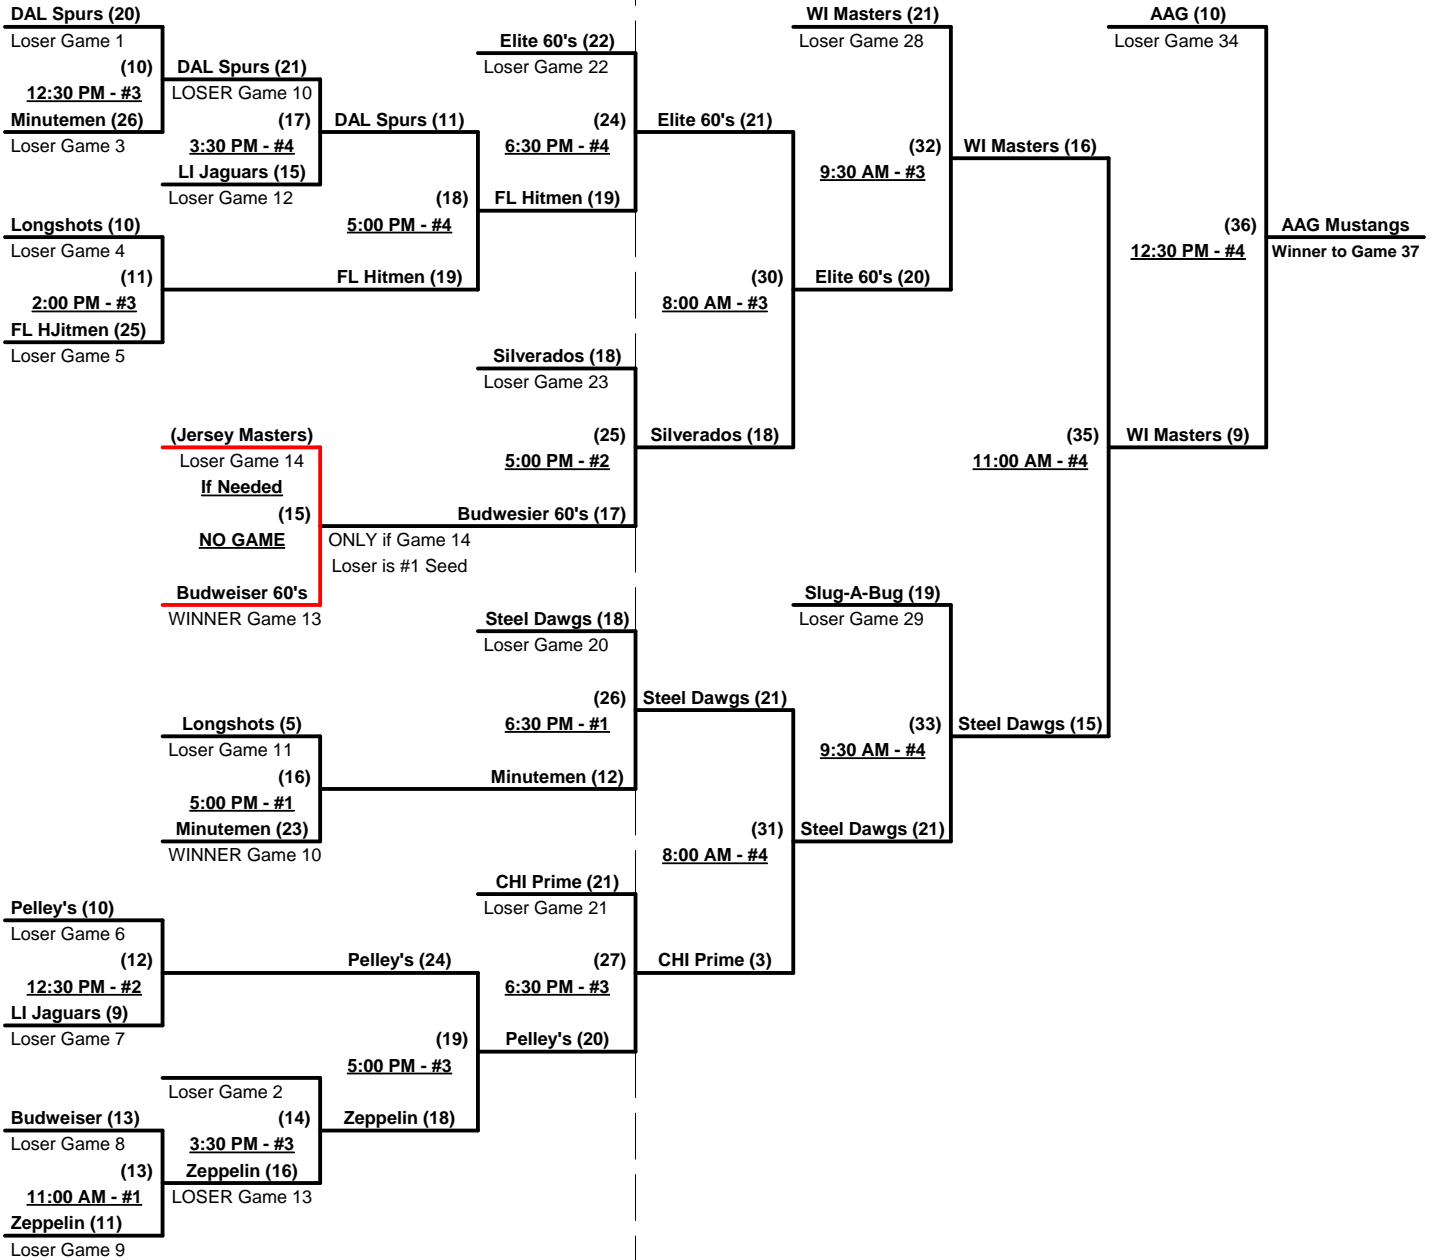 DAL Spurs (20)
Loser Game 1
(10)
12:30 PM - #3
Minutemen (26)
Loser Game 3
DAL Spurs (21)
LOSER Game 10
(17)
3:30 PM - #4
LI Jaguars (15)
Loser Game 12
DAL Spurs (11)
(18)
5:00 PM - #4
FL Hitmen (19)
Longshots (10)
Loser Game 4
(11)
2:00 PM - #3
FL HJitmen (25)
Loser Game 5
Elite 60's (22)
Loser Game 22
(24)
6:30 PM - #4
FL Hitmen (19)
Elite 60's (21)
(30)
8:00 AM - #3
Silverados (18)
Loser Game 23
(25)
5:00 PM - #2
Silverados (18)
Budwesier 60's (17)
(Jersey Masters)
Loser Game 14
If Needed
(15)
NO GAME
ONLY if Game 14
Loser is #1 Seed
Budweiser 60's
WINNER Game 13
WI Masters (21)
Loser Game 28
(32)
9:30 AM - #3
Elite 60's (20)
WI Masters (16)
AAG (10)
Loser Game 34
(36)
12:30 PM - #4
AAG Mustangs
Winner to Game 37
(35)
11:00 AM - #4
WI Masters (9)
Steel Dawgs (18)
Loser Game 20
(26)
6:30 PM - #1
Minutemen (12)
Longshots (5)
Loser Game 11
(16)
5:00 PM - #1
Minutemen (23)
WINNER Game 10
Steel Dawgs (21)
(31)
8:00 AM - #4
Slug-A-Bug (19)
Loser Game 29
(33)
9:30 AM - #4
Steel Dawgs (21)
Steel Dawgs (15)
CHI Prime (21)
Loser Game 21
(27)
6:30 PM - #3
CHI Prime (3)
Pelley's (20)
Pelley's (10)
Loser Game 6
(12)
12:30 PM - #2
LI Jaguars (9)
Loser Game 7
Pelley's (24)
(19)
5:00 PM - #3
Zeppelin (18)
Loser Game 2
(14)
3:30 PM - #3
Zeppelin (16)
LOSER Game 13
Budweiser (13)
Loser Game 8
(13)
11:00 AM - #1
Zeppelin (11)
Loser Game 9